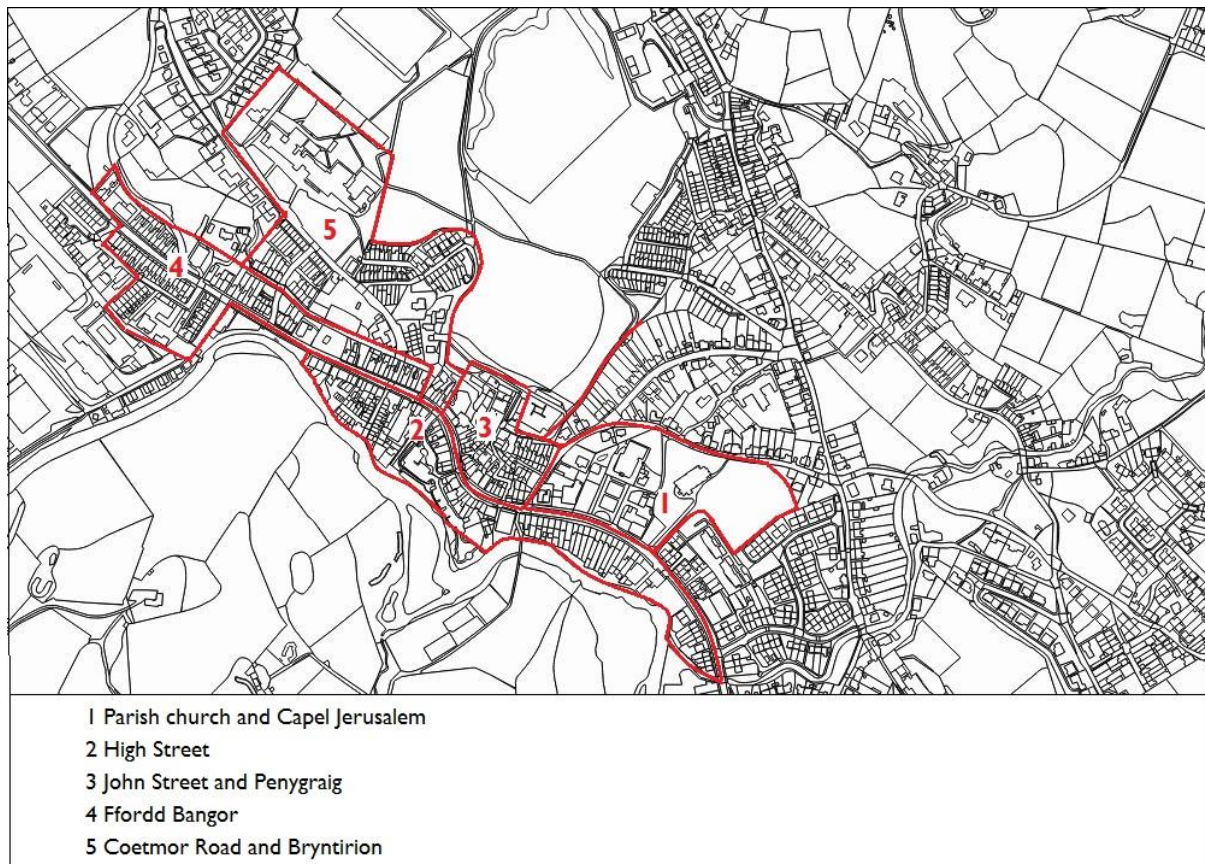 5
4
2
3
1
1 Parish church and Capel Jerusalem
2 High Street
3 John Street and Penygraig
4 Ffordd Bangor
5 Coetmor Road and Bryntirion